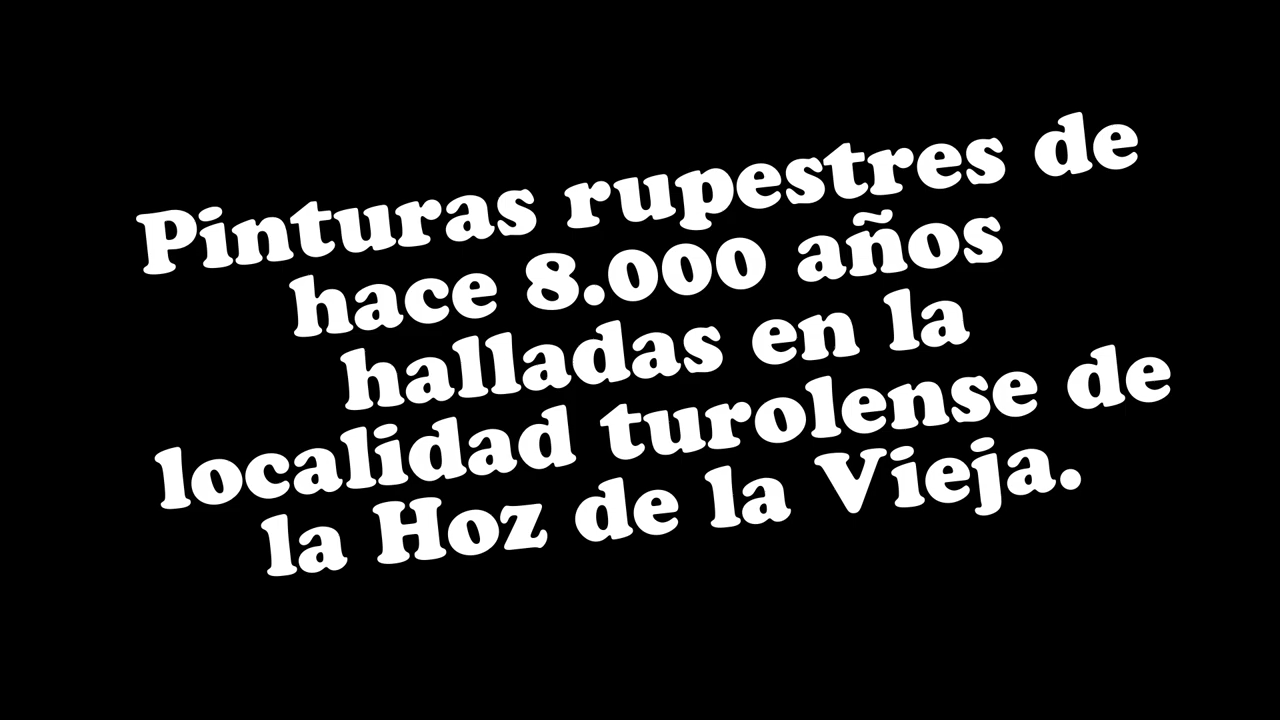 Pinturas rupestres de
hace 8.000 años
halladas en la
localidad turolense de
la Hoz de la Vieja.